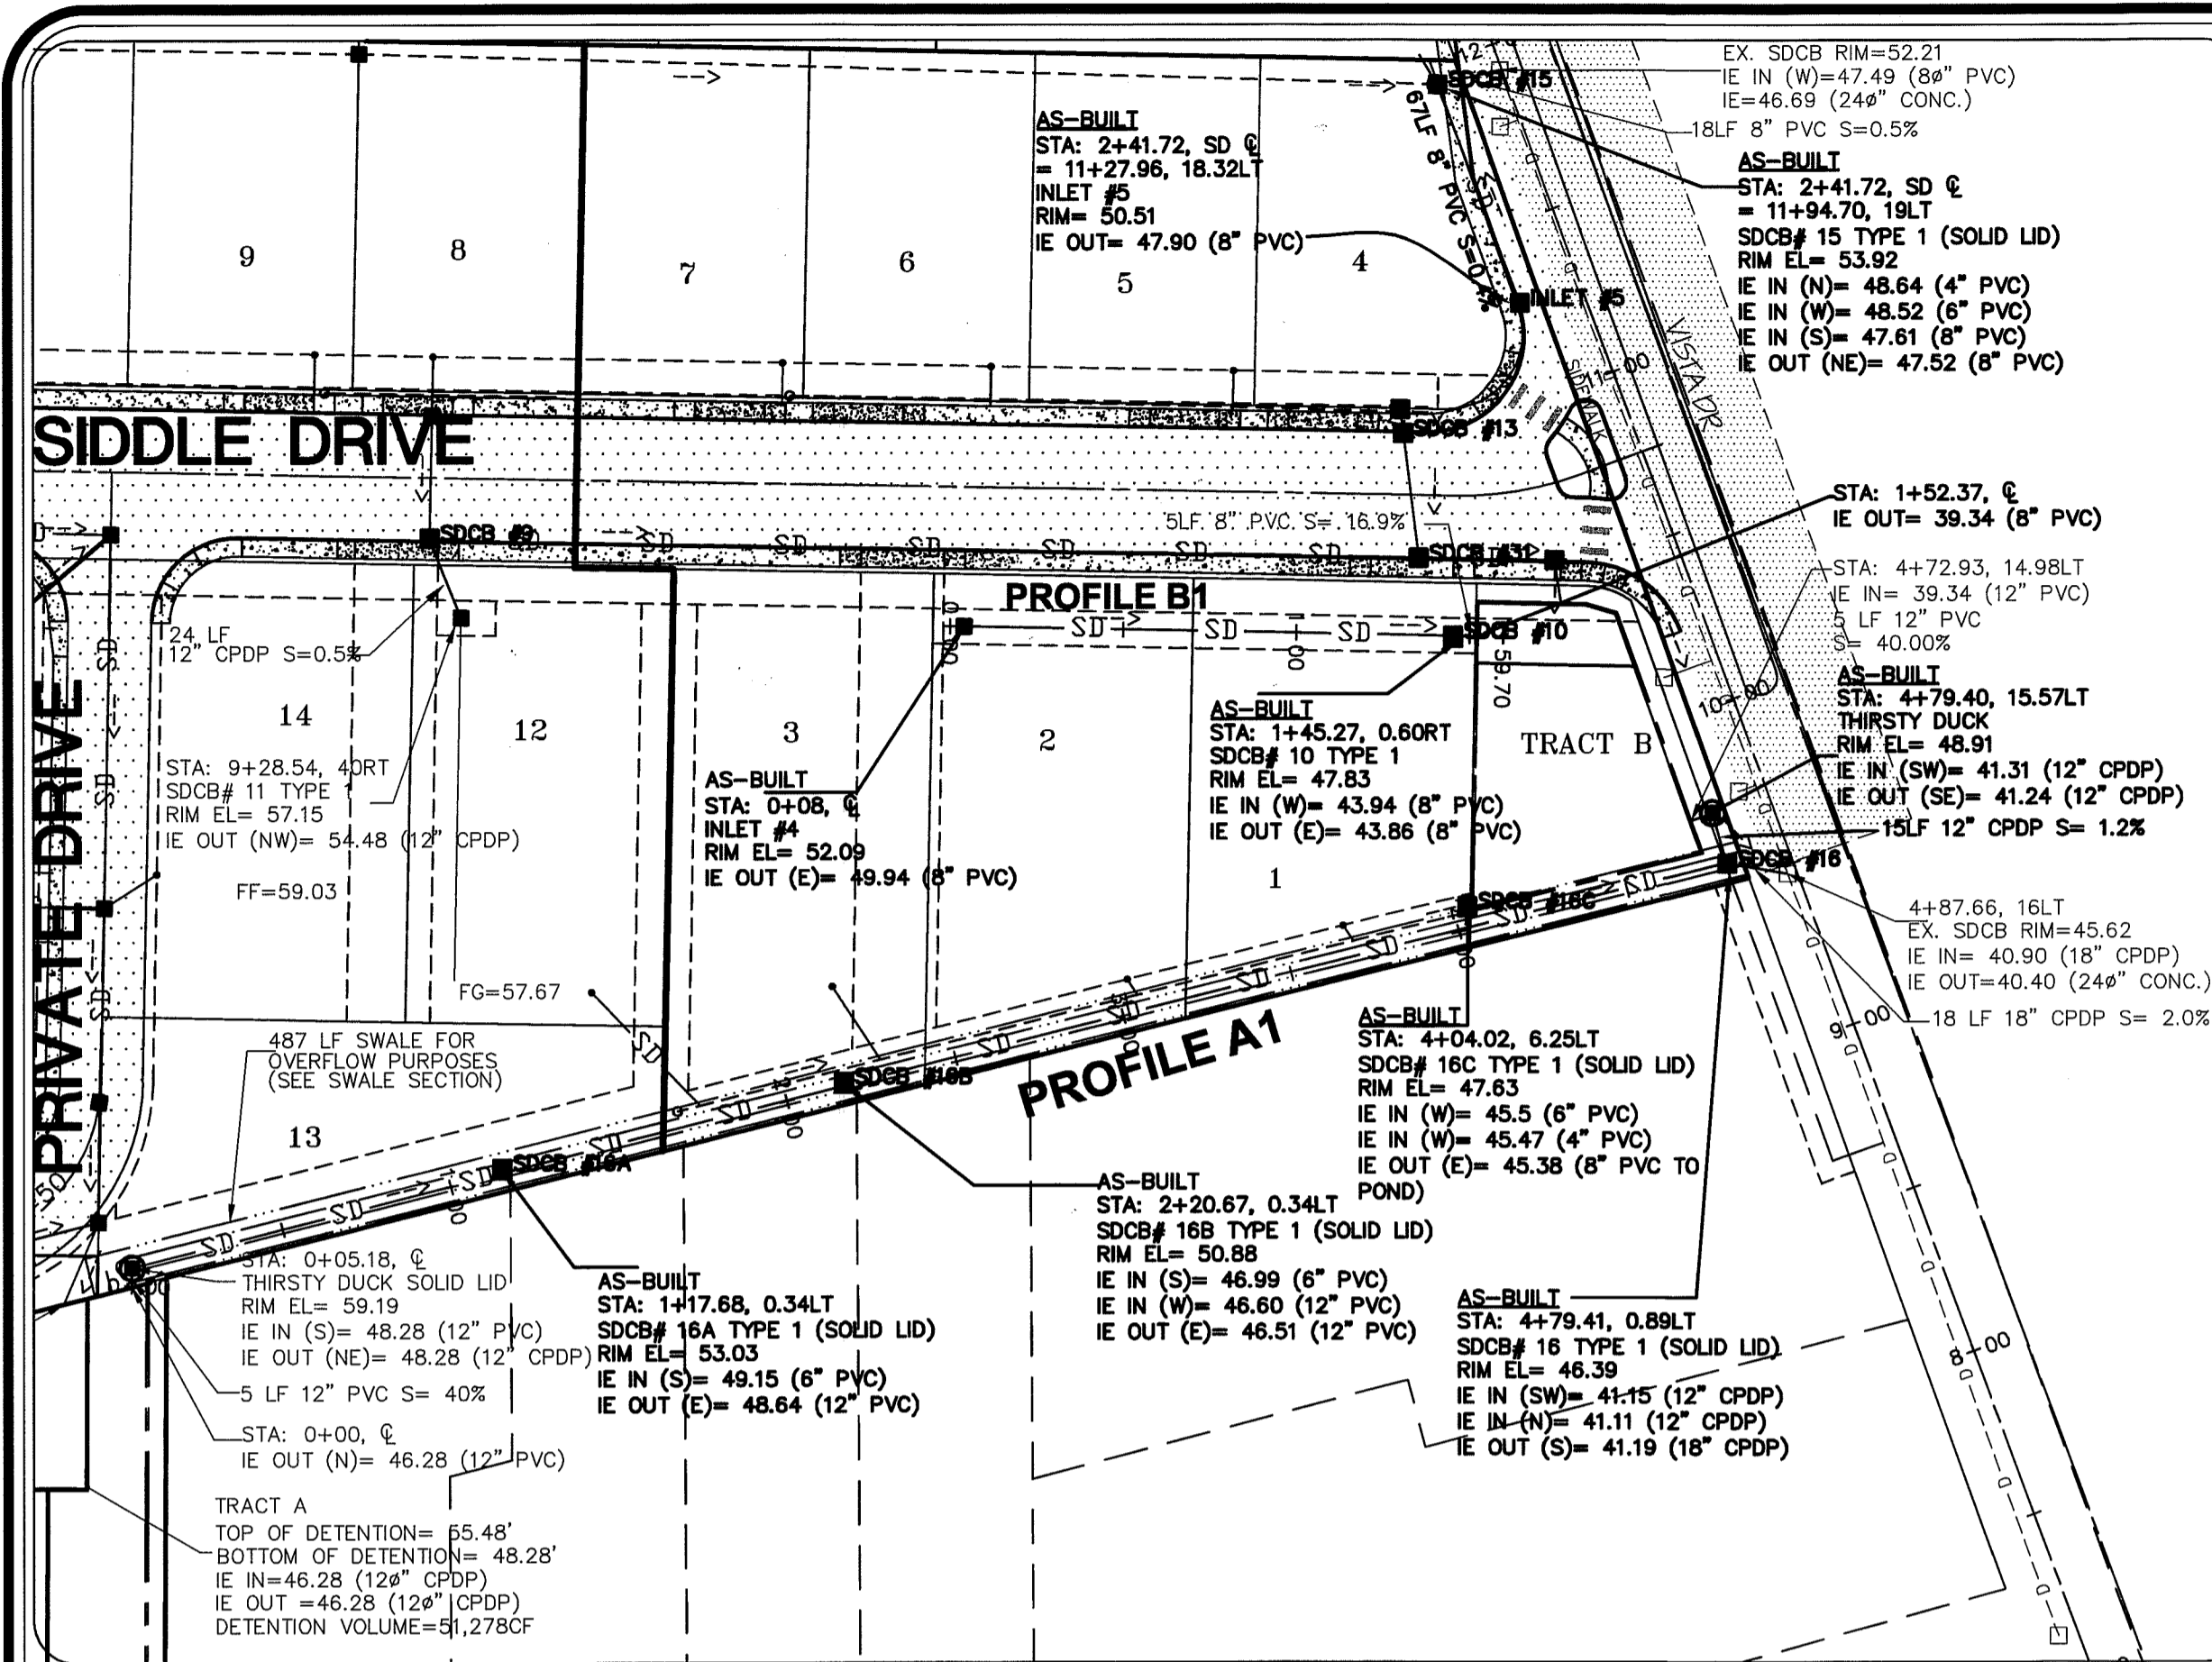 EX. SDCB RIM=52.21
IE IN (W)=47.49 (8ø" PVC)
IE=46.69 (24ø" CONC.)
18LF 8" PVC S=0.5%
SDCB #15
67LF 8" PVC S=0.4%
AS-BUILT
STA: 2+41.72, SD ℄
= 11+27.96, 18.32LT
INLET #5
RIM= 50.51
IE OUT= 47.90 (8" PVC)
AS-BUILT
STA: 2+41.72, SD ℄
= 11+94.70, 19LT
SDCB# 15 TYPE 1 (SOLID LID)
RIM EL= 53.92
IE IN (N)= 48.64 (4" PVC)
IE IN (W)= 48.52 (6" PVC)
IE IN (S)= 47.61 (8" PVC)
IE OUT (NE)= 47.52 (8" PVC)
9
8
7
6
5
4
INLET #5
VISTA DR
11+00
SIDEWALK
SIDDLE DRIVE
SDCB #13
STA: 1+52.37, ℄
IE OUT= 39.34 (8" PVC)
5LF 8" P.V.C. S= 16.9%
SDCB #9
SD
SD
SD
SD
SD
SD
SDCB #31
PROFILE B1
STA: 4+72.93, 14.98LT
IE IN= 39.34 (12" PVC)
5 LF 12" PVC
S= 40.00%
24 LF
12" CPDP S=0.5%
SD
SD
SD
SDCB #10
59.70
10+00
AS-BUILT
STA: 4+79.40, 15.57LT
THIRSTY DUCK
RIM EL= 48.91
IE IN (SW)= 41.31 (12" CPDP)
IE OUT (SE)= 41.24 (12" CPDP)
15LF 12" CPDP S= 1.2%
PRIVATE DRIVE
14
12
3
2
TRACT B
1
STA: 9+28.54, 40RT
SDCB# 11 TYPE 1
RIM EL= 57.15
IE OUT (NW)= 54.48 (12" CPDP)
FF=59.03
FG=57.67
AS-BUILT
STA: 0+08, ℄
INLET #4
RIM EL= 52.09
IE OUT (E)= 49.94 (8" PVC)
AS-BUILT
STA: 1+45.27, 0.60RT
SDCB# 10 TYPE 1
RIM EL= 47.83
IE IN (W)= 43.94 (8" PVC)
IE OUT (E)= 43.86 (8" PVC)
SDCB #16
SDCB #16C
4+87.66, 16LT
EX. SDCB RIM=45.62
IE IN= 40.90 (18" CPDP)
IE OUT=40.40 (24ø" CONC.)
18 LF 18" CPDP S= 2.0%
9+00
487 LF SWALE FOR
OVERFLOW PURPOSES
(SEE SWALE SECTION)
13
SDCB #16B
PROFILE A1
SDCB #16A
AS-BUILT
STA: 4+04.02, 6.25LT
SDCB# 16C TYPE 1 (SOLID LID)
RIM EL= 47.63
IE IN (W)= 45.5 (6" PVC)
IE IN (W)= 45.47 (4" PVC)
IE OUT (E)= 45.38 (8" PVC TO
POND)
AS-BUILT
STA: 2+20.67, 0.34LT
SDCB# 16B TYPE 1 (SOLID LID)
RIM EL= 50.88
IE IN (S)= 46.99 (6" PVC)
IE IN (W)= 46.60 (12" PVC)
IE OUT (E)= 46.51 (12" PVC)
STA: 0+05.18, ℄
THIRSTY DUCK SOLID LID
RIM EL= 59.19
IE IN (S)= 48.28 (12" PVC)
IE OUT (NE)= 48.28 (12" CPDP)
5 LF 12" PVC S= 40%
STA: 0+00, ℄
IE OUT (N)= 46.28 (12" PVC)
AS-BUILT
STA: 1+17.68, 0.34LT
SDCB# 16A TYPE 1 (SOLID LID)
RIM EL= 53.03
IE IN (S)= 49.15 (6" PVC)
IE OUT (E)= 48.64 (12" PVC)
AS-BUILT
STA: 4+79.41, 0.89LT
SDCB# 16 TYPE 1 (SOLID LID)
RIM EL= 46.39
IE IN (SW)= 41.15 (12" CPDP)
IE IN (N)= 41.11 (12" CPDP)
IE OUT (S)= 41.19 (18" CPDP)
8+00
TRACT A
TOP OF DETENTION= 55.48'
BOTTOM OF DETENTION= 48.28'
IE IN=46.28 (12ø" CPDP)
IE OUT =46.28 (12ø" CPDP)
DETENTION VOLUME=51,278CF